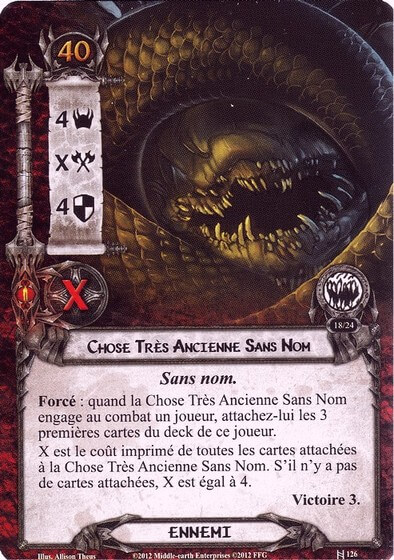 40
4
X
4
X
18/24
Chose Très Ancienne Sans Nom
Sans nom.
Forcé : quand la Chose Très Ancienne Sans Nom
engage au combat un joueur, attachez-lui les 3
premières cartes du deck de ce joueur.
X est le coût imprimé de toutes les cartes attachées
à la Chose Très Ancienne Sans Nom. S'il n'y a pas
de cartes attachées, X est égal à 4.
Victoire 3.
ENNEMI
Illus. Allison Theus ©2012 Middle-earth Enterprises ©2012 FFG 126